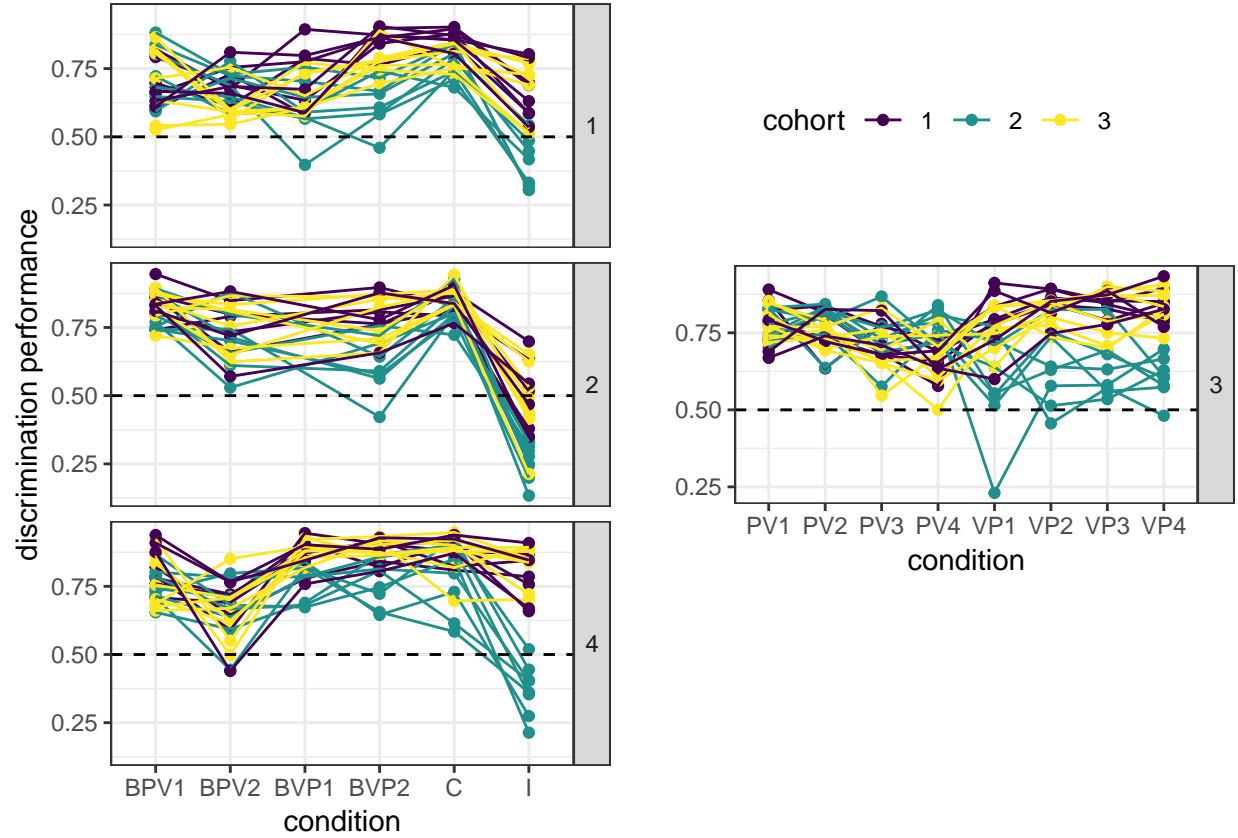 discrimination performance
0.75
0.50
0.25
1
0.75
0.50
0.25
2
0.75
0.50
0.25
4
BPV1 BPV2 BVP1 BVP2 C I
condition
cohort 1 2 3
0.75
0.50
0.25
3
PV1 PV2 PV3 PV4 VP1 VP2 VP3 VP4
condition